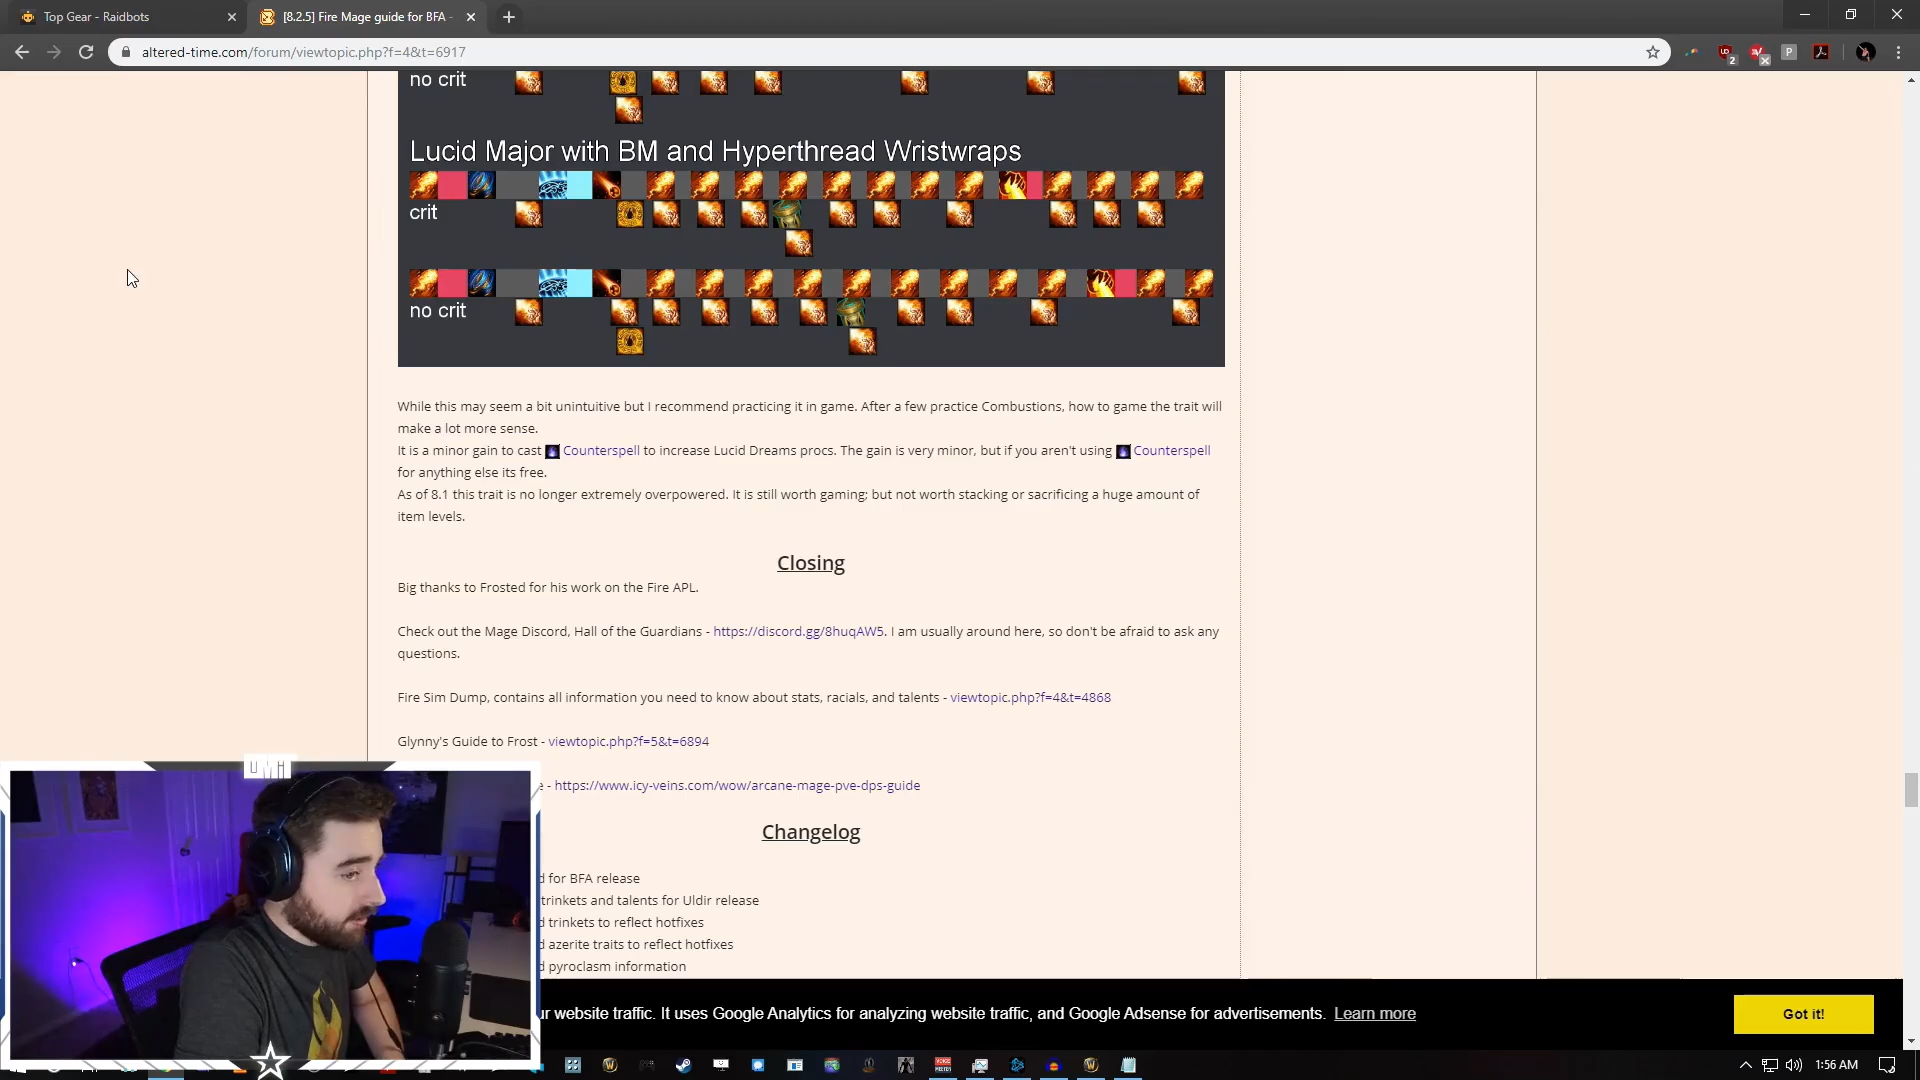 Top Gear - Raidbots
[8.2.5] Fire Mage guide for BFA -
altered-time.com/forum/viewtopic.php?f=4&t=6917
2
P
no crit
Lucid Major with BM and Hyperthread Wristwraps
crit
no crit
While this may seem a bit unintuitive but I recommend practicing it in game. After a few practice Combustions, how to game the trait will
make a lot more sense.
It is a minor gain to cast Counterspell to increase Lucid Dreams procs. The gain is very minor, but if you aren't using Counterspell
for anything else its free.
As of 8.1 this trait is no longer extremely overpowered. It is still worth gaming; but not worth stacking or sacrificing a huge amount of
item levels.
Closing
Big thanks to Frosted for his work on the Fire APL.
Check out the Mage Discord, Hall of the Guardians - https://discord.gg/8huqAW5. I am usually around here, so don't be afraid to ask any
questions.
Fire Sim Dump, contains all information you need to know about stats, racials, and talents - viewtopic.php?f=4&t=4868
Glynny's Guide to Frost - viewtopic.php?f=5&t=6894
e - https://www.icy-veins.com/wow/arcane-mage-pve-dps-guide
Changelog
d for BFA release
trinkets and talents for Uldir release
d trinkets to reflect hotfixes
d azerite traits to reflect hotfixes
d pyroclasm information
ur website traffic. It uses Google Analytics for analyzing website traffic, and Google Adsense for advertisements. Learn more
Got it!
1:56 AM